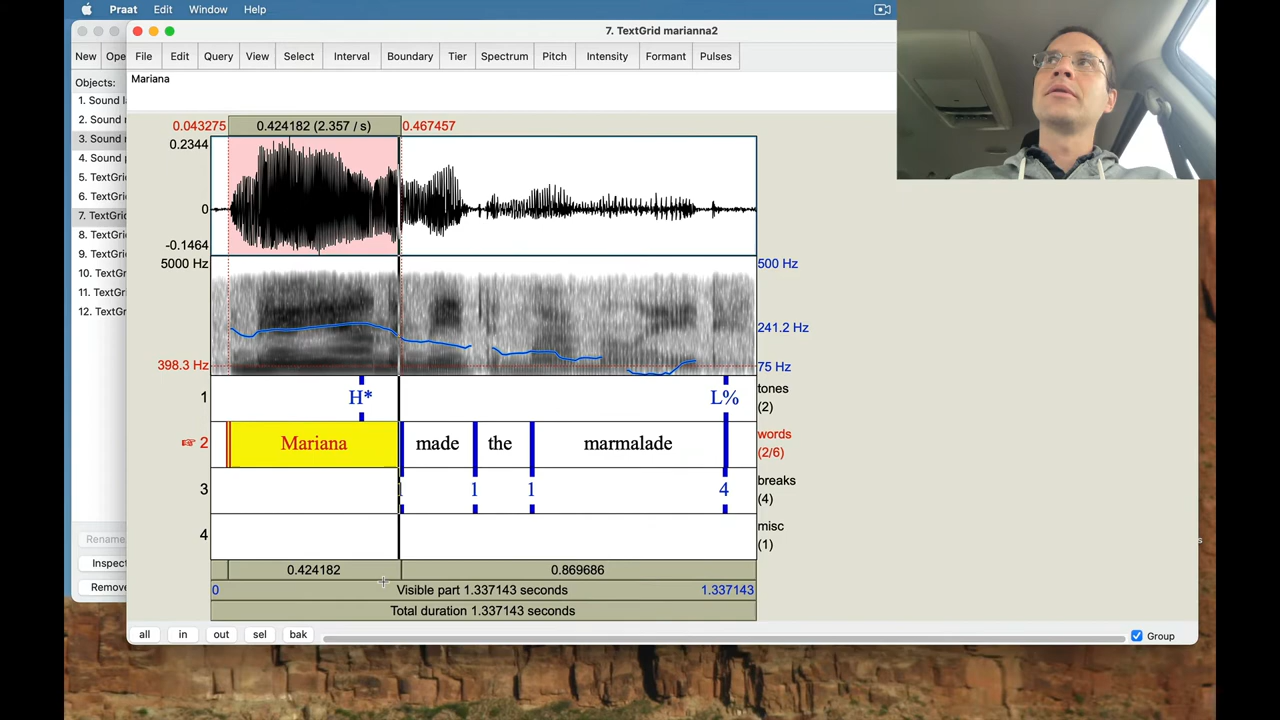 Praat Edit Window Help
7. TextGrid marianna2
New Ope File Edit Query View Select Interval Boundary Tier Spectrum Pitch Intensity Formant Pulses
Objects:
Mariana
1. Sound
2. Sound
3. Sound
4. Sound
5. TextGri
6. TextGri
7. TextGri
8. TextGri
9. TextGri
10. TextG
11. TextGri
12. TextGr
0.043275 0.424182 (2.357 / s) 0.467457
0.2344
0
-0.1464
5000 Hz 500 Hz
241.2 Hz
398.3 Hz 75 Hz
1 H* L% tones
(2)
2 Mariana made the marmalade words
(2/6)
3 1 1 1 4 breaks
(4)
4 misc
(1)
0.424182 0.869686
0 Visible part 1.337143 seconds 1.337143
Total duration 1.337143 seconds
Rename
Inspect
Remove
all in out sel bak Group